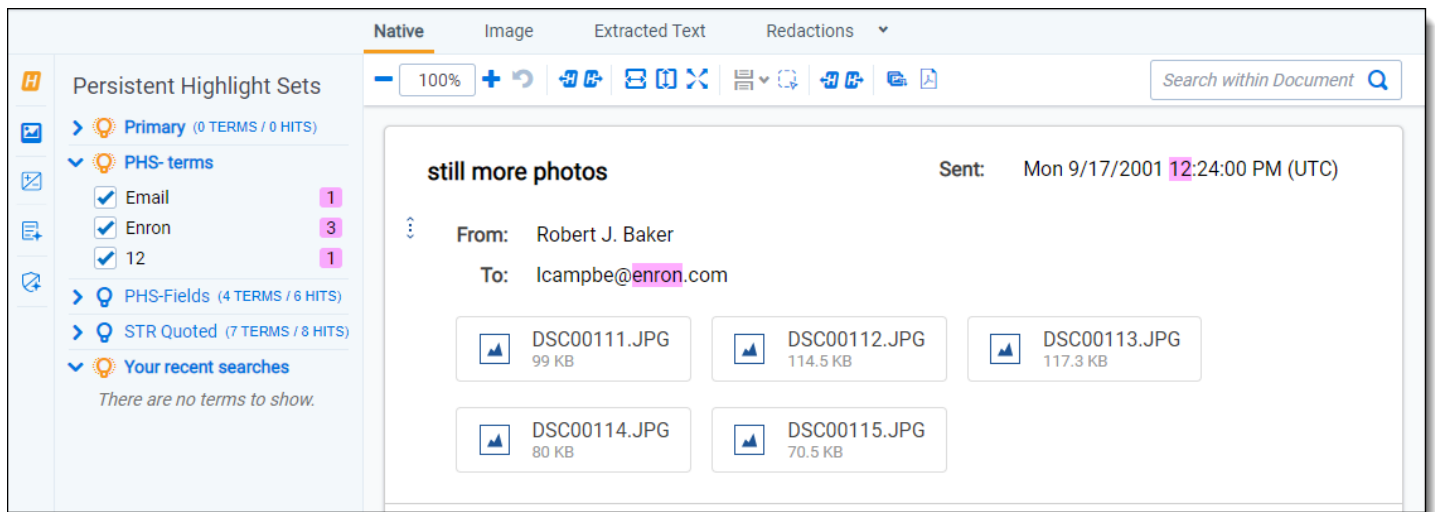 Native Image Extracted Text Redactions
Persistent Highlight Sets
Primary (0 TERMS / 0 HITS)
PHS- terms
Email 1
Enron 3
12 1
PHS-Fields (4 TERMS / 6 HITS)
STR Quoted (7 TERMS / 8 HITS)
Your recent searches
There are no terms to show.
100%
Search within Document
still more photos
Sent: Mon 9/17/2001 12:24:00 PM (UTC)
From: Robert J. Baker
To: lcampbe@enron.com
DSC00111.JPG
99 KB
DSC00112.JPG
114.5 KB
DSC00113.JPG
117.3 KB
DSC00114.JPG
80 KB
DSC00115.JPG
70.5 KB